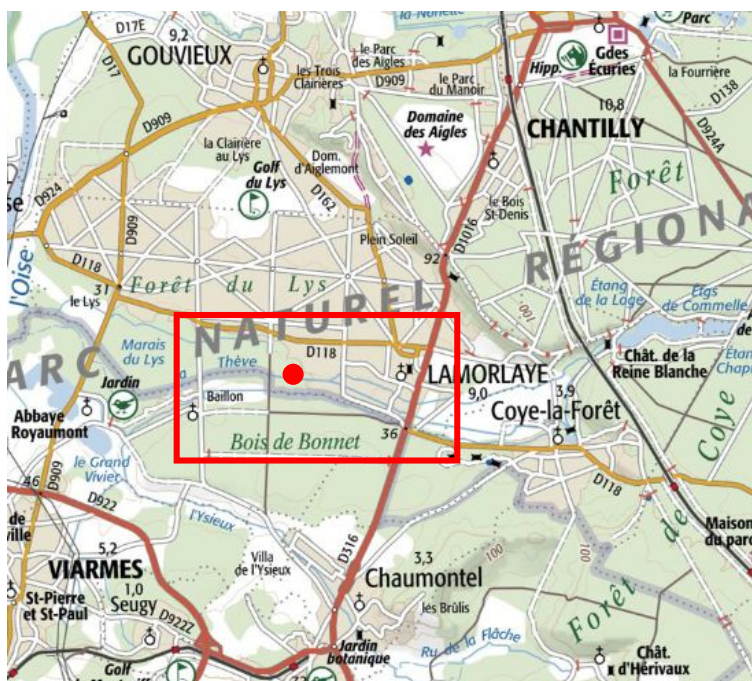 D17E
9,2
GOUVIEUX
D17
le Parc
des Aigles
D909
les Trois
Clairières
le Parc
du Manoir
Hipp.
Gdes
Écuries
Parc
la Fourrière
D138
10,8
CHANTILLY
D924A
Domaine
des Aigles
D909
la Clairière
au Lys
Golf
du Lys
Dom.
d'Aiglemont
D162
D924
D909
le Bois
St-Denis
Forêt
Plein Soleil
D1016
92
RÉGIONA
l'Oise
D118
31
le Lys
Forêt du Lys
100
Étang
de la Loge
Étgs
de Commelle
NATUREL
ARC
Marais
du Lys
Thève
D118
Jardin
Baillon
LAMORLAYE
9,0
Chât. de la
Reine Blanche
3,9
Coye-la-Forêt
Abbaye
Royaumont
Bois de Bonnet
36
D118
Coye
le Grand
Vivier
46
D909
D922
l'Ysieux
de
Maison
du parc
de
ville
5,2
VIARMES
1,0
Seugy
St-Pierre
et St-Paul
D922Z
Villa
de l'Ysieux
D316
3,3
Chaumontel
les Brûlis
100
100
Forêt
Jardin
botanique
Ru de la Flâche
Chât.
d'Hérivaux
Golf